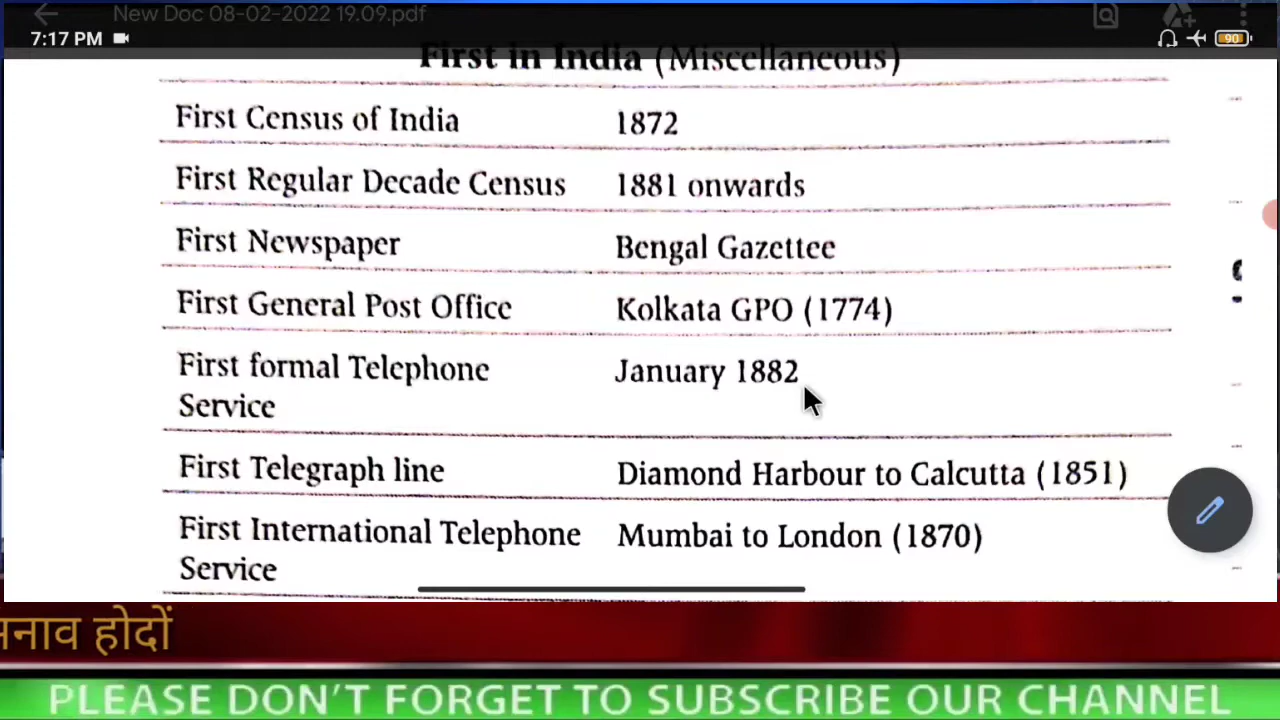 New Doc 08-02-2022 19.09.pdf
7:17 PM
90
First in India (Miscellaneous)
First Census of India 1872
First Regular Decade Census 1881 onwards
First Newspaper Bengal Gazettee
First General Post Office Kolkata GPO (1774)
First formal Telephone January 1882
Service
First Telegraph line Diamond Harbour to Calcutta (1851)
First International Telephone Mumbai to London (1870)
Service
होदों
PLEASE DON'T FORGET TO SUBSCRIBE OUR CHANNEL